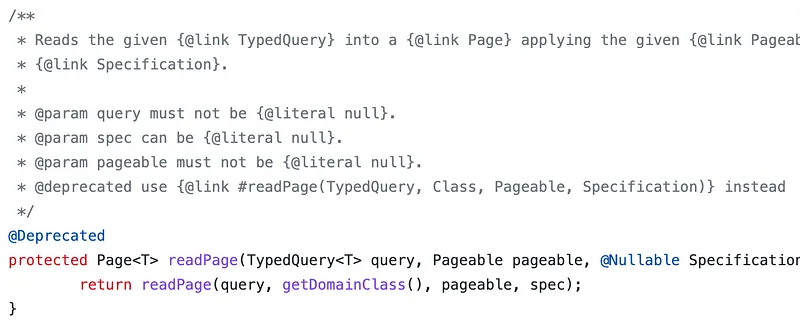 /**
 * Reads the given {@link TypedQuery} into a {@link Page} applying the given {@link
 * {@link Specification}.
 *
 * @param query must not be {@literal null}.
 * @param spec can be {@literal null}.
 * @param pageable must not be {@literal null}.
 * @deprecated use {@link #readPage(TypedQuery, Class, Pageable, Specification)} instead
 */
@Deprecated
protected Page<T> readPage(TypedQuery<T> query, Pageable pageable, @Nullable Specification
        return readPage(query, getDomainClass(), pageable, spec);
}